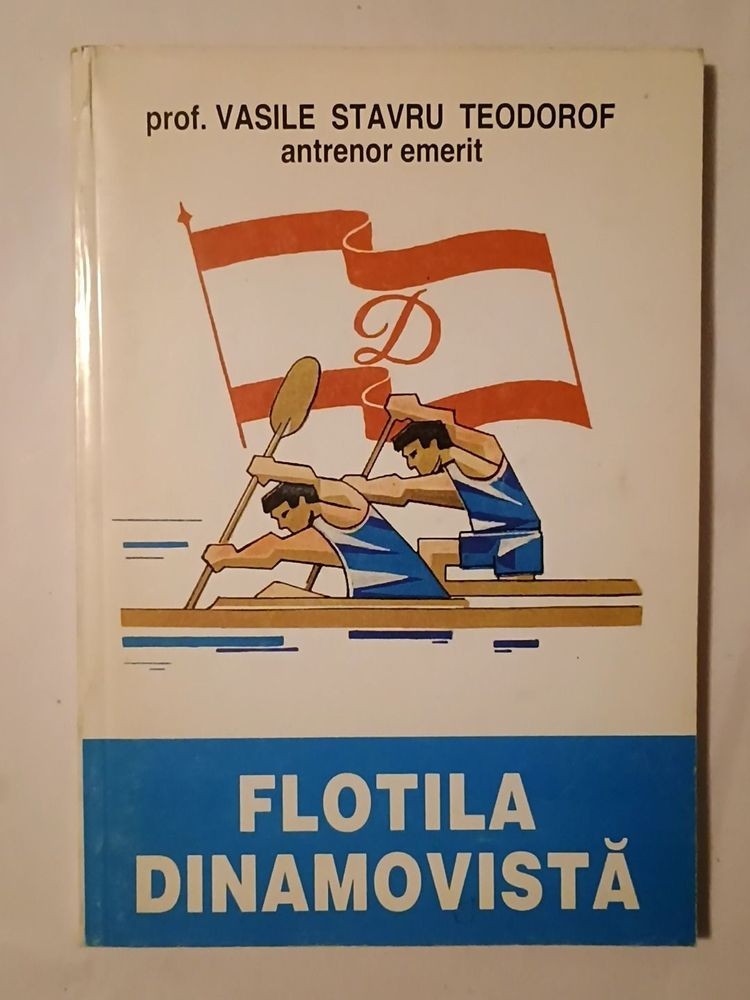 prof. VASILE STAVRU TEODOROF
antrenor emerit
D
FLOTILA
DINAMOVISTĂ